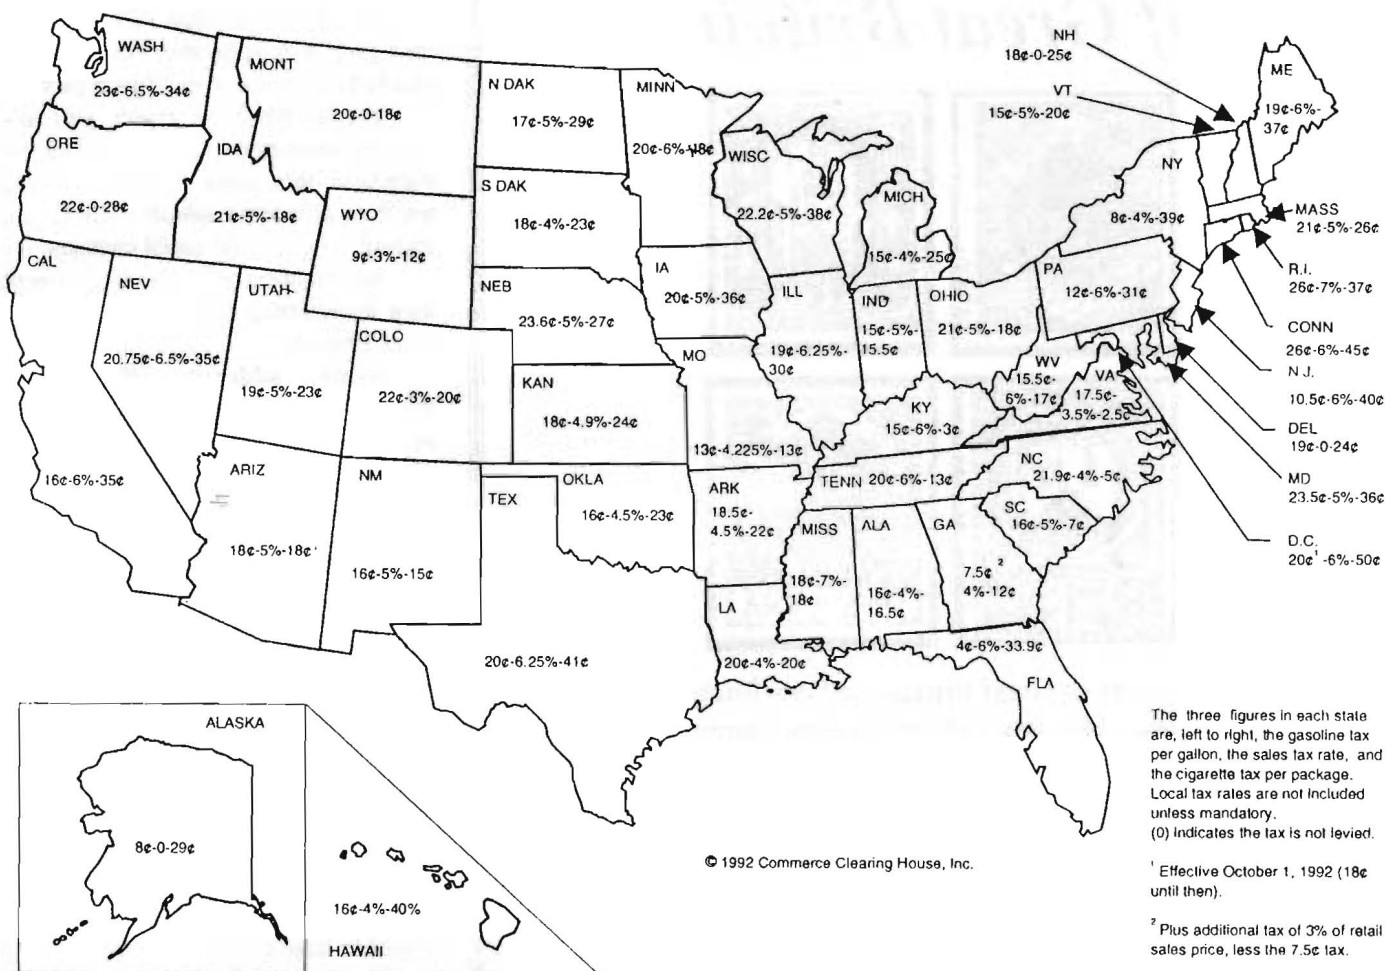 WASH
23¢-6.5%-34¢
MONT
20¢-0-18¢
N DAK
17¢-5%-29¢
MINN
20¢-6%-18¢
NH
18¢-0-25¢
VT
15¢-5%-20¢
ME
19¢-6%-
37¢
ORE
22¢-0-28¢
IDA
21¢-5%-18¢
WYO
9¢-3%-12¢
S DAK
18¢-4%-23¢
WISC
22.2¢-5%-38¢
MICH
15¢-4%-25¢
NY
8¢-4%-39¢
MASS
21¢-5%-26¢
R.I.
26¢-7%-37¢
CONN
26¢-6%-45¢
N J.
10.5¢-6%-40¢
DEL
19¢-0-24¢
MD
23.5¢-5%-36¢
D.C.
20¢¹-6%-50¢
CAL
16¢-6%-35¢
NEV
20.75¢-6.5%-35¢
UTAH
19¢-5%-23¢
COLO
22¢-3%-20¢
NEB
23.6¢-5%-27¢
IA
20¢-5%-36¢
ILL
19¢-6.25%-
30¢
IND
15¢-5%-
15.5¢
OHIO
21¢-5%-18¢
PA
12¢-6%-31¢
WV
15.5¢-
6%-17¢
VA
17.5¢-
3.5%-2.5¢
KAN
18¢-4.9%-24¢
MO
13¢-4.225%-13¢
KY
15¢-6%-3¢
ARIZ
18¢-5%-18¢
NM
16¢-5%-15¢
TEX
20¢-6.25%-41¢
OKLA
16¢-4.5%-23¢
ARK
18.5¢-
4.5%-22¢
TENN 20¢-6%-13¢
NC
21.9¢-4%-5¢
SC
16¢-5%-7¢
MISS
18¢-7%-
18¢
ALA
16¢-4%-
16.5¢
GA
7.5¢ ²
4%-12¢
LA
20¢-4%-20¢
4¢-6%-33.9¢
FLA
ALASKA
8¢-0-29¢
16¢-4%-40%
HAWAII
© 1992 Commerce Clearing House, Inc.
The three figures in each state
are, left to right, the gasoline tax
per gallon, the sales tax rate, and
the cigarette tax per package.
Local tax rates are not included
unless mandatory.
(0) indicates the tax is not levied.
¹ Effective October 1, 1992 (18¢
until then).
² Plus additional tax of 3% of retail
sales price, less the 7.5¢ tax.